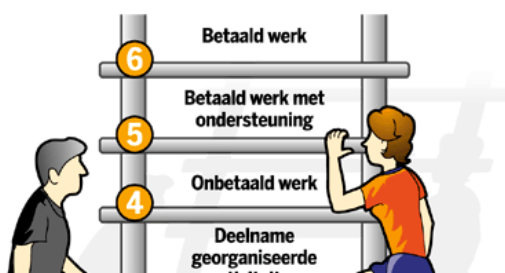 Betaald werk
6
Betaald werk met
ondersteuning
5
Onbetaald werk
4
Deelname
georganiseerde